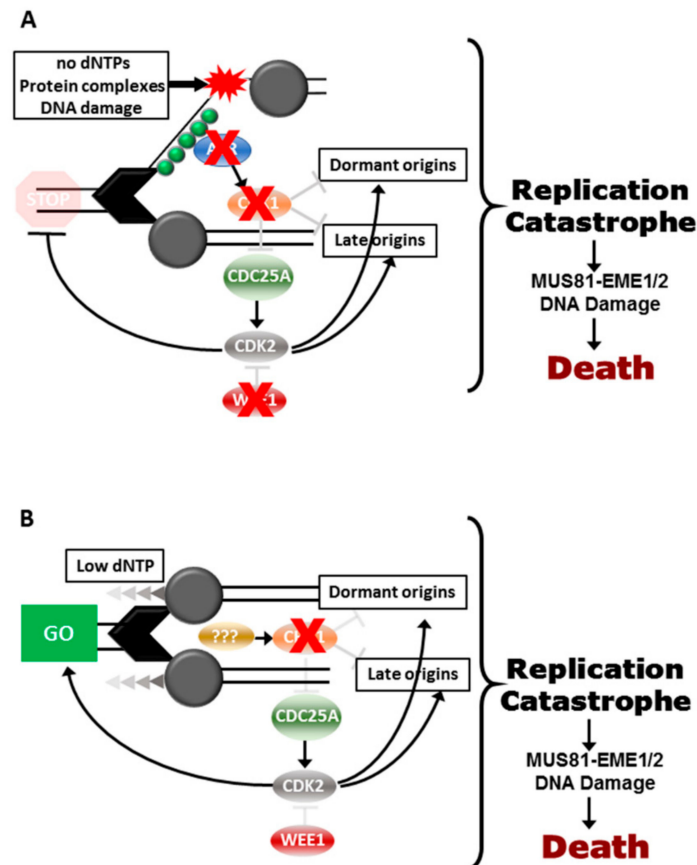 A
no dNTPs
Protein complexes
DNA damage
STOP
Dormant origins
Late origins
CDC25A
CDK2
Replication
Catastrophe
MUS81-EME1/2
DNA Damage
Death
B
Low dNTP
GO
???
Dormant origins
Late origins
CDC25A
CDK2
WEE1
Replication
Catastrophe
MUS81-EME1/2
DNA Damage
Death